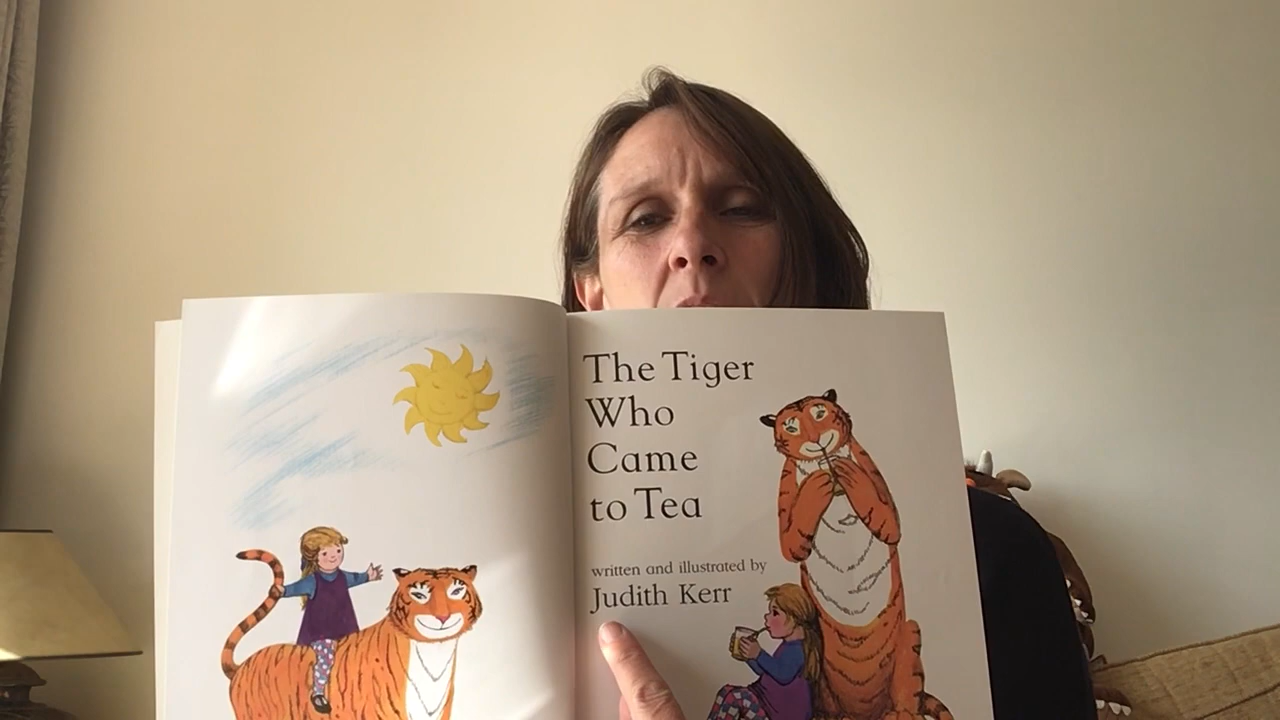 The Tiger
Who
Came
to Tea
written and illustrated by
Judith Kerr